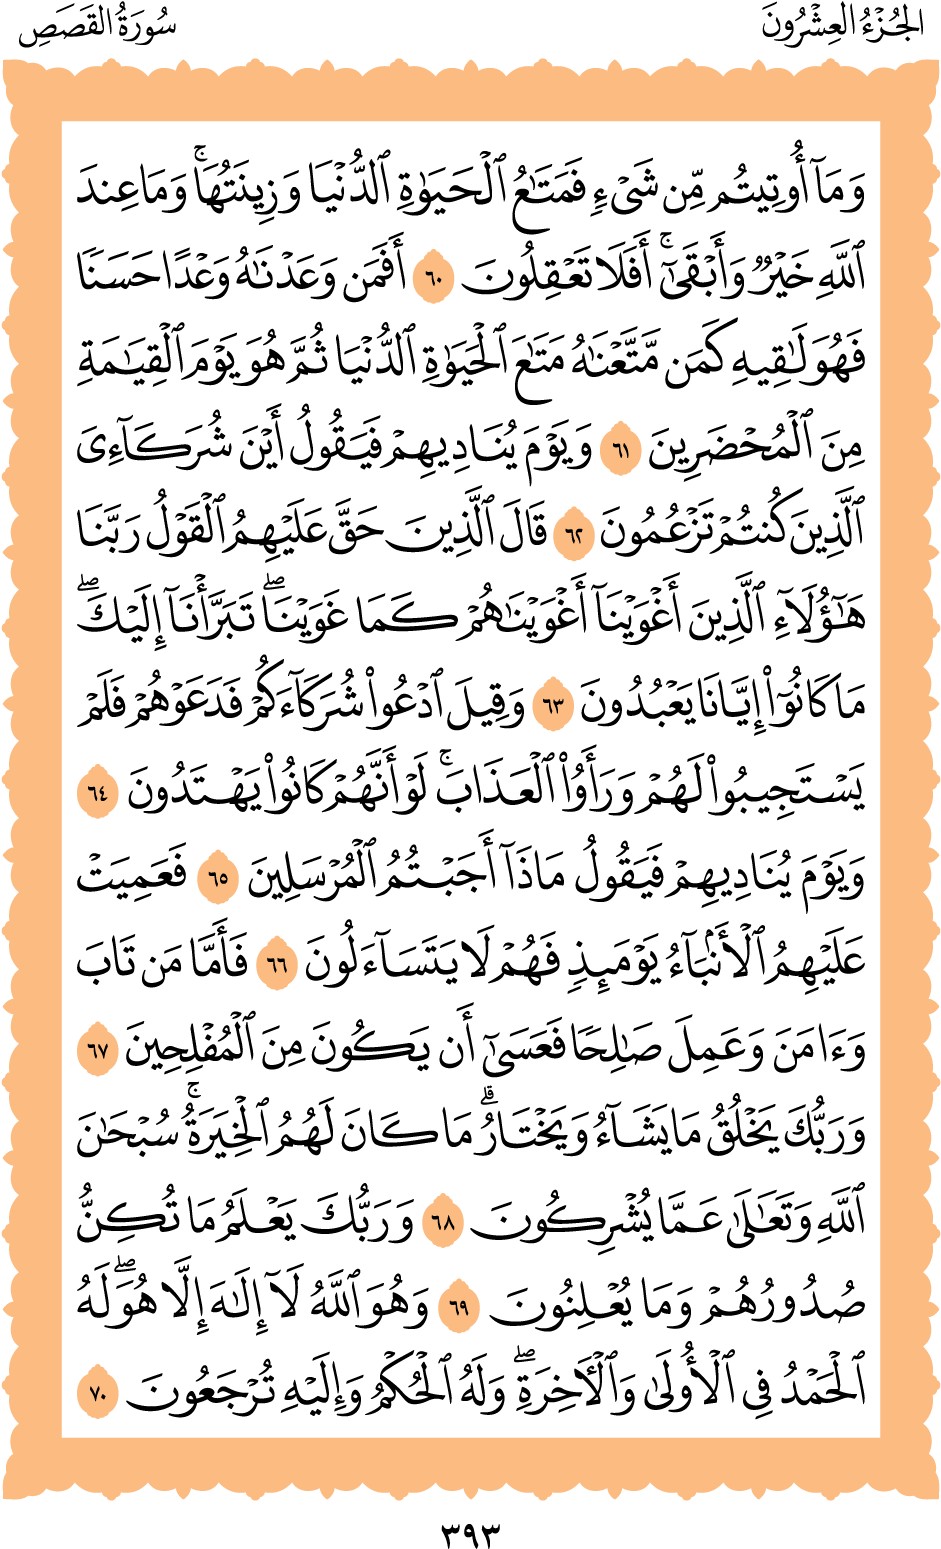 الجُزْءُ العِشْرُونَ
سُورَةُ القَصَصِ
وَمَآ أُوتِيتُم مِّن شَىْءٍ فَمَتَٰعُ ٱلْحَيَوٰةِ ٱلدُّنْيَا وَزِينَتُهَا ۚ وَمَا عِندَ
ٱللَّهِ خَيْرٌ وَأَبْقَىٰٓ ۚ أَفَلَا تَعْقِلُونَ ٦٠ أَفَمَن وَعَدْنَٰهُ وَعْدًا حَسَنًا
فَهُوَ لَٰقِيهِ كَمَن مَّتَّعْنَٰهُ مَتَٰعَ ٱلْحَيَوٰةِ ٱلدُّنْيَا ثُمَّ هُوَ يَوْمَ ٱلْقِيَٰمَةِ
مِنَ ٱلْمُحْضَرِينَ ٦١ وَيَوْمَ يُنَادِيهِمْ فَيَقُولُ أَيْنَ شُرَكَآءِىَ
ٱلَّذِينَ كُنتُمْ تَزْعُمُونَ ٦٢ قَالَ ٱلَّذِينَ حَقَّ عَلَيْهِمُ ٱلْقَوْلُ رَبَّنَا
هَٰٓؤُلَآءِ ٱلَّذِينَ أَغْوَيْنَآ أَغْوَيْنَٰهُمْ كَمَا غَوَيْنَا ۖ تَبَرَّأْنَآ إِلَيْكَ ۖ
مَا كَانُوٓا۟ إِيَّانَا يَعْبُدُونَ ٦٣ وَقِيلَ ٱدْعُوا۟ شُرَكَآءَكُمْ فَدَعَوْهُمْ فَلَمْ
يَسْتَجِيبُوا۟ لَهُمْ وَرَأَوُا۟ ٱلْعَذَابَ ۚ لَوْ أَنَّهُمْ كَانُوا۟ يَهْتَدُونَ ٦٤
وَيَوْمَ يُنَادِيهِمْ فَيَقُولُ مَاذَآ أَجَبْتُمُ ٱلْمُرْسَلِينَ ٦٥ فَعَمِيَتْ
عَلَيْهِمُ ٱلْأَنۢبَآءُ يَوْمَئِذٍ فَهُمْ لَا يَتَسَآءَلُونَ ٦٦ فَأَمَّا مَن تَابَ
وَءَامَنَ وَعَمِلَ صَٰلِحًا فَعَسَىٰٓ أَن يَكُونَ مِنَ ٱلْمُفْلِحِينَ ٦٧
وَرَبُّكَ يَخْلُقُ مَا يَشَآءُ وَيَخْتَارُ ۗ مَا كَانَ لَهُمُ ٱلْخِيَرَةُ ۚ سُبْحَٰنَ
ٱللَّهِ وَتَعَٰلَىٰ عَمَّا يُشْرِكُونَ ٦٨ وَرَبُّكَ يَعْلَمُ مَا تُكِنُّ
صُدُورُهُمْ وَمَا يُعْلِنُونَ ٦٩ وَهُوَ ٱللَّهُ لَآ إِلَٰهَ إِلَّا هُوَ ۖ لَهُ
ٱلْحَمْدُ فِى ٱلْأُولَىٰ وَٱلْءَاخِرَةِ ۖ وَلَهُ ٱلْحُكْمُ وَإِلَيْهِ تُرْجَعُونَ ٧٠
٣٩٣